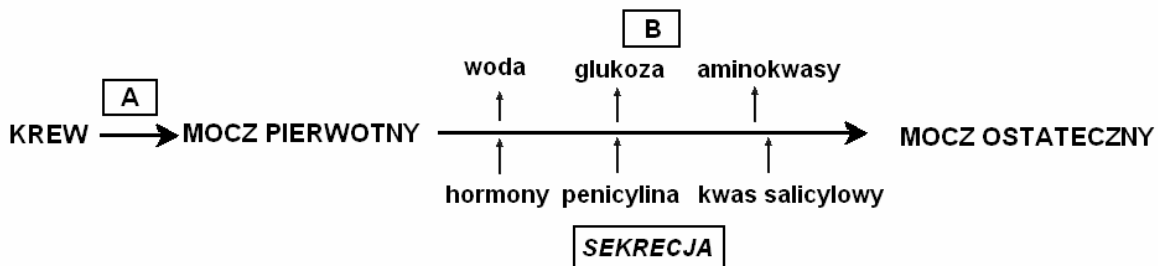 B
woda glukoza aminokwasy
A
KREW MOCZ PIERWOTNY MOCZ OSTATECZNY
hormony penicylina kwas salicylowy
SEKRECJA